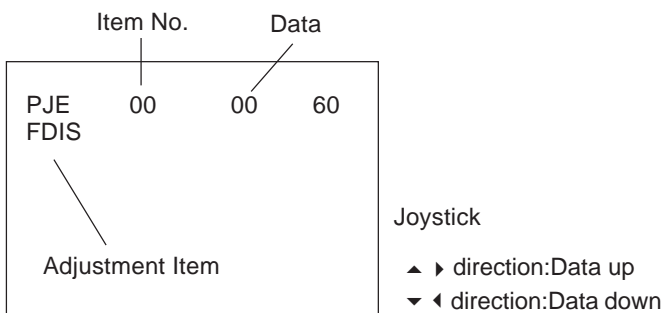 Item No. Data
PJE 00 00 60
FDIS
Adjustment Item
Joystick
▲ ▶ direction:Data up
▼ ◀ direction:Data down